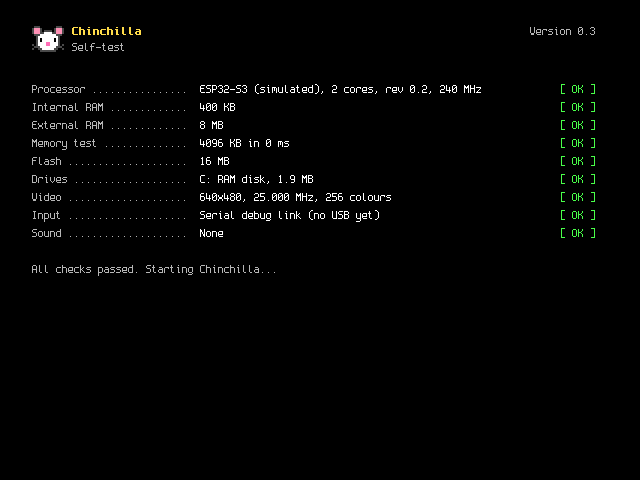 Chinchilla
Version 0.3
Self-test
Processor ................ ESP32-S3 (simulated), 2 cores, rev 0.2, 240 MHz [ OK ]
Internal RAM ............. 400 KB [ OK ]
External RAM ............. 8 MB [ OK ]
Memory test .............. 4096 KB in 0 ms [ OK ]
Flash .................... 16 MB [ OK ]
Drives ................... C: RAM disk, 1.9 MB [ OK ]
Video .................... 640x480, 25.000 MHz, 256 colours [ OK ]
Input .................... Serial debug link (no USB yet) [ OK ]
Sound .................... None [ OK ]
All checks passed. Starting Chinchilla...